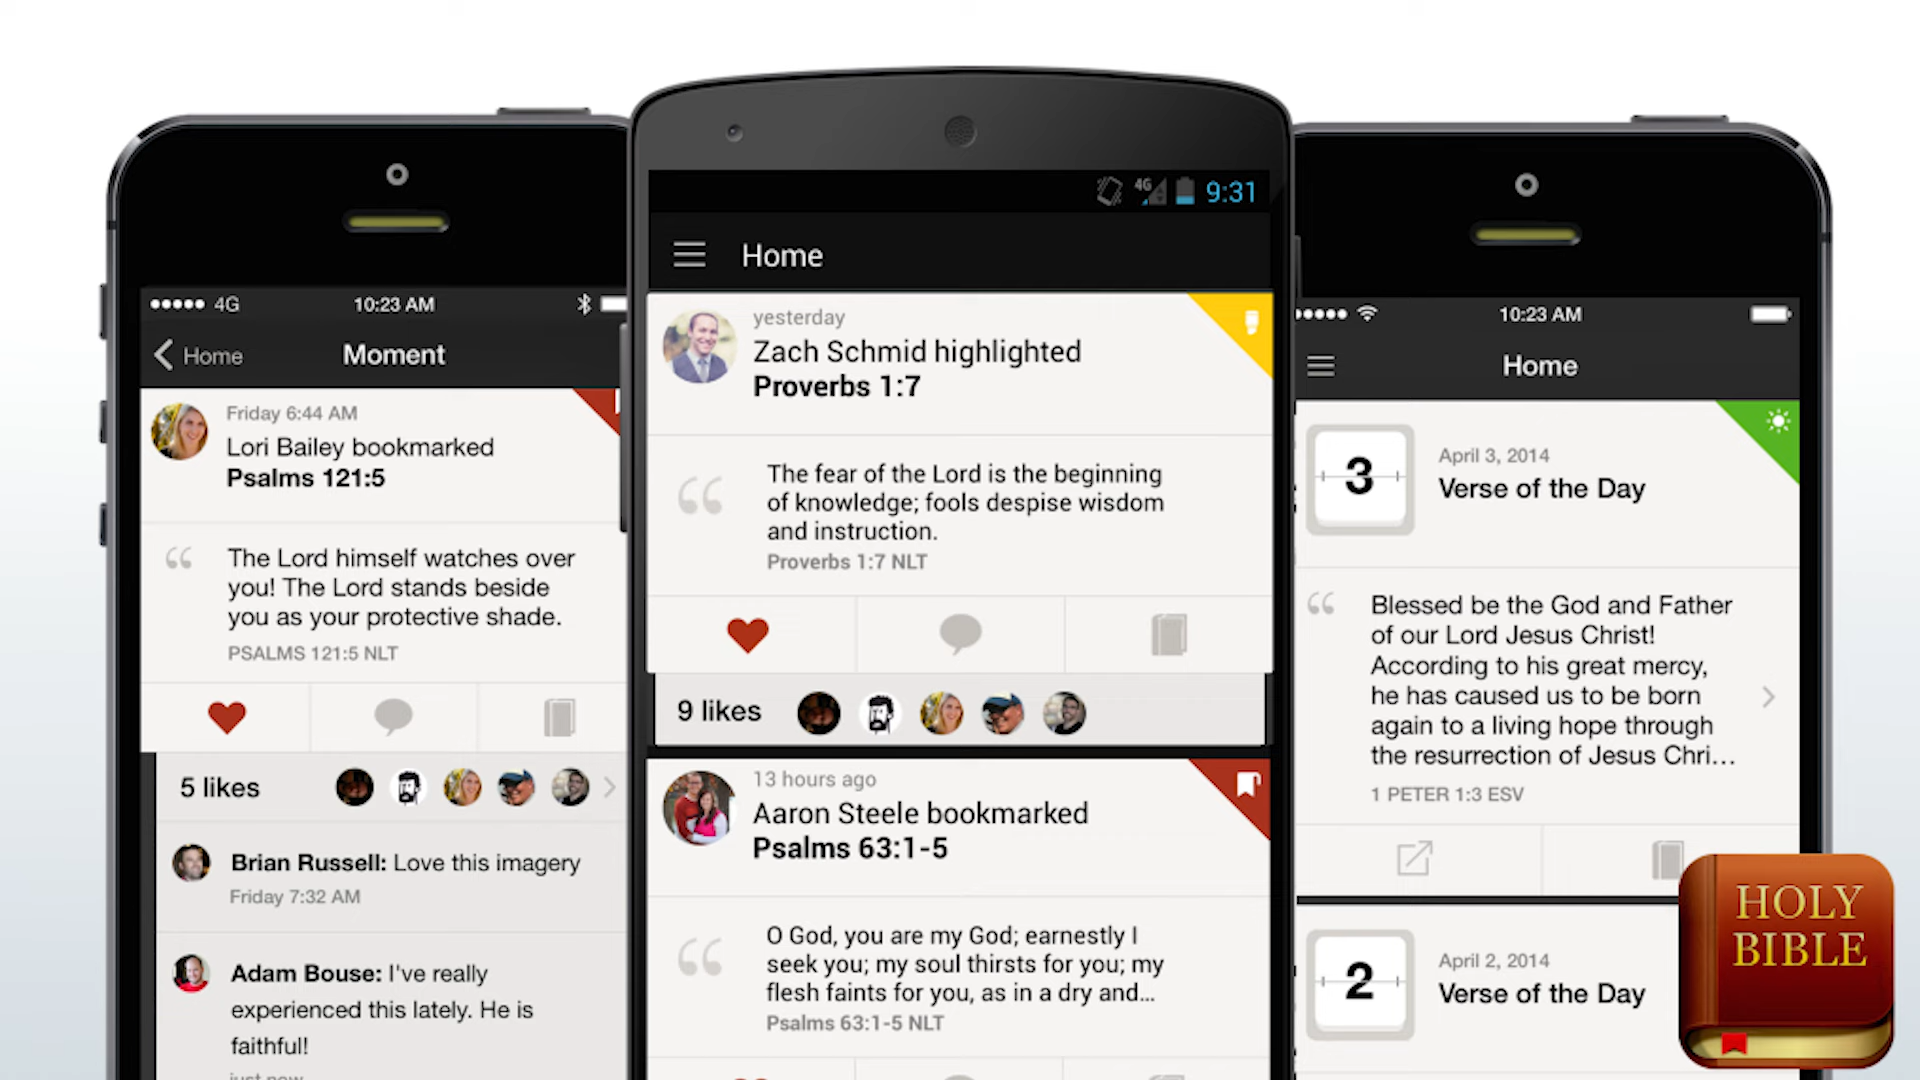 4G
10:23 AM
Home
Moment
Friday 6:44 AM
Lori Bailey bookmarked
Psalms 121:5
The Lord himself watches over
you! The Lord stands beside
you as your protective shade.
PSALMS 121:5 NLT
5 likes
Brian Russell: Love this imagery
Friday 7:32 AM
Adam Bouse: I've really
experienced this lately. He is
faithful!
just now
4G
9:31
Home
yesterday
Zach Schmid highlighted
Proverbs 1:7
The fear of the Lord is the beginning
of knowledge; fools despise wisdom
and instruction.
Proverbs 1:7 NLT
9 likes
13 hours ago
Aaron Steele bookmarked
Psalms 63:1-5
O God, you are my God; earnestly I
seek you; my soul thirsts for you; my
flesh faints for you, as in a dry and...
Psalms 63:1-5 NLT
10:23 AM
Home
3
April 3, 2014
Verse of the Day
Blessed be the God and Father
of our Lord Jesus Christ!
According to his great mercy,
he has caused us to be born
again to a living hope through
the resurrection of Jesus Chri...
1 PETER 1:3 ESV
2
April 2, 2014
Verse of the Day
HOLY
BIBLE